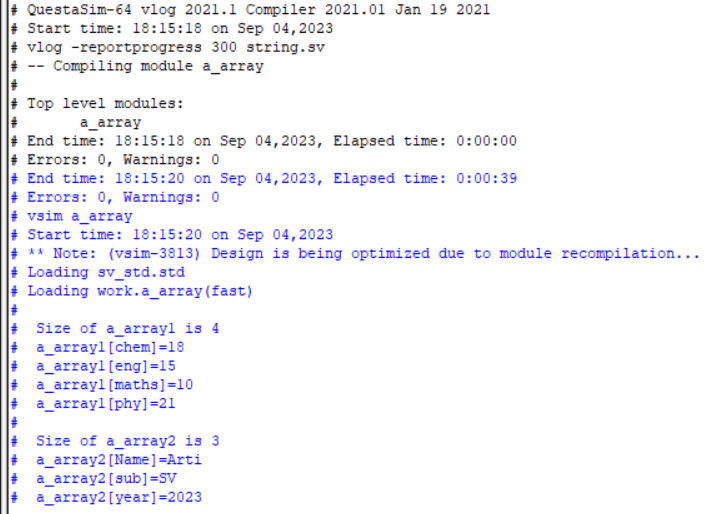 # QuestaSim-64 vlog 2021.1 Compiler 2021.01 Jan 19 2021
# Start time: 18:15:18 on Sep 04,2023
# vlog -reportprogress 300 string.sv
# -- Compiling module a_array
#
# Top level modules:
#       a_array
# End time: 18:15:18 on Sep 04,2023, Elapsed time: 0:00:00
# Errors: 0, Warnings: 0
# End time: 18:15:20 on Sep 04,2023, Elapsed time: 0:00:39
# Errors: 0, Warnings: 0
# vsim a_array
# Start time: 18:15:20 on Sep 04,2023
# ** Note: (vsim-3813) Design is being optimized due to module recompilation...
# Loading sv_std.std
# Loading work.a_array(fast)
#
#  Size of a_array1 is 4
#  a_array1[chem]=18
#  a_array1[eng]=15
#  a_array1[maths]=10
#  a_array1[phy]=21
#
#  Size of a_array2 is 3
#  a_array2[Name]=Arti
#  a_array2[sub]=SV
#  a_array2[year]=2023